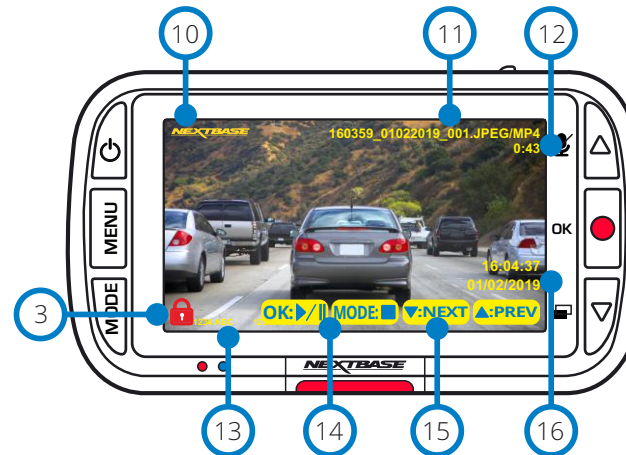 10
11
12
NEXTBASE
160359_01022019_001.JPEG/MP4
0:43
MENU
OK
16:04:37
01/02/2019
3
MODE
OK: MODE: :NEXT :PREV
NEXTBASE
13
14
15
16